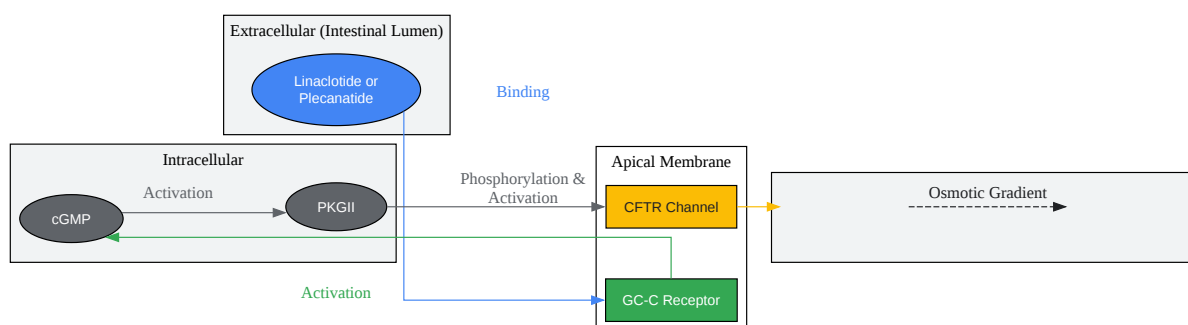 Extracellular (Intestinal Lumen)
Linaclotide or
Plecanatide
Binding
Intracellular
Activation
cGMP
PKGII
Phosphorylation &
Activation
Apical Membrane
CFTR Channel
Osmotic Gradient
Activation
GC-C Receptor